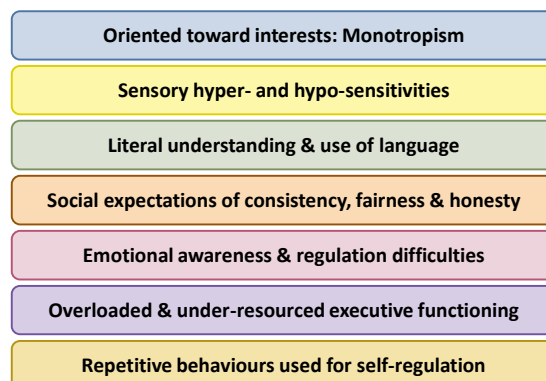 Oriented toward interests: Monotropism
Sensory hyper- and hypo-sensitivities
Literal understanding & use of language
Social expectations of consistency, fairness & honesty
Emotional awareness & regulation difficulties
Overloaded & under-resourced executive functioning
Repetitive behaviours used for self-regulation